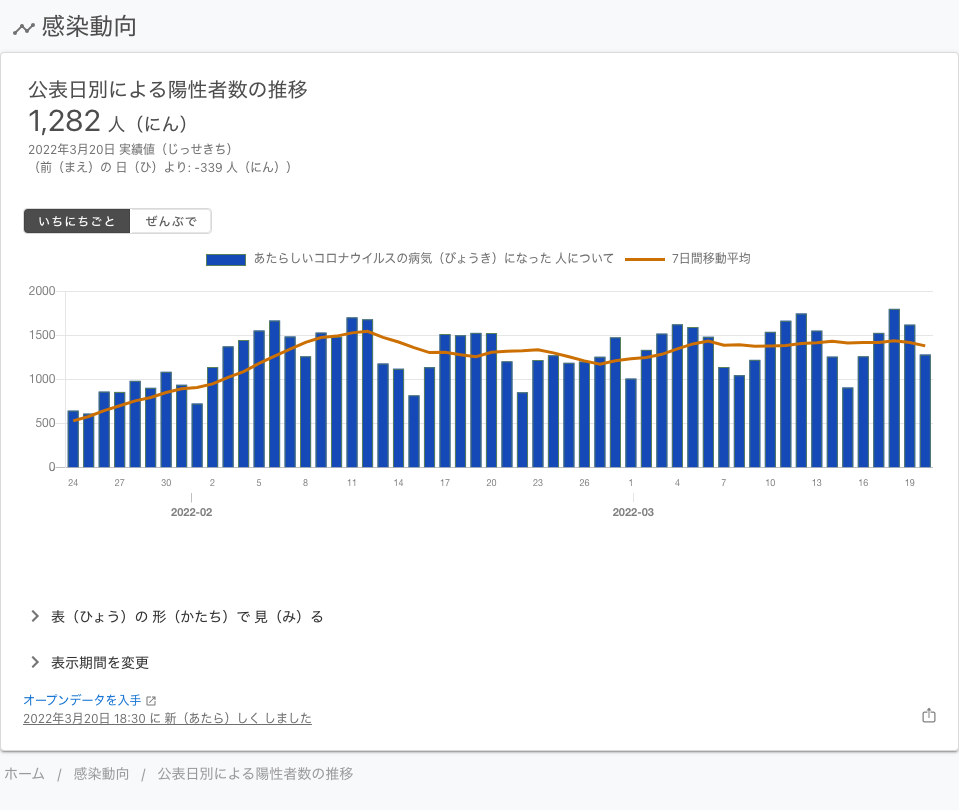 感染動向
公表日別による陽性者数の推移
1,282 人（にん）
2022年3月20日 実績値（じっせきち）
（前（まえ）の 日（ひ）より: -339 人（にん））
いちにちごと ぜんぶで
あたらしいコロナウイルスの病気（びょうき）になった 人について 7日間移動平均
2000
1500
1000
500
0
24 27 30 2 5 8 11 14 17 20 23 26 1 4 7 10 13 16 19
2022-02 2022-03
表（ひょう）の 形（かたち）で 見（み）る
表示期間を変更
オープンデータを入手
2022年3月20日 18:30 に 新（あたら）しく しました
ホーム / 感染動向 / 公表日別による陽性者数の推移